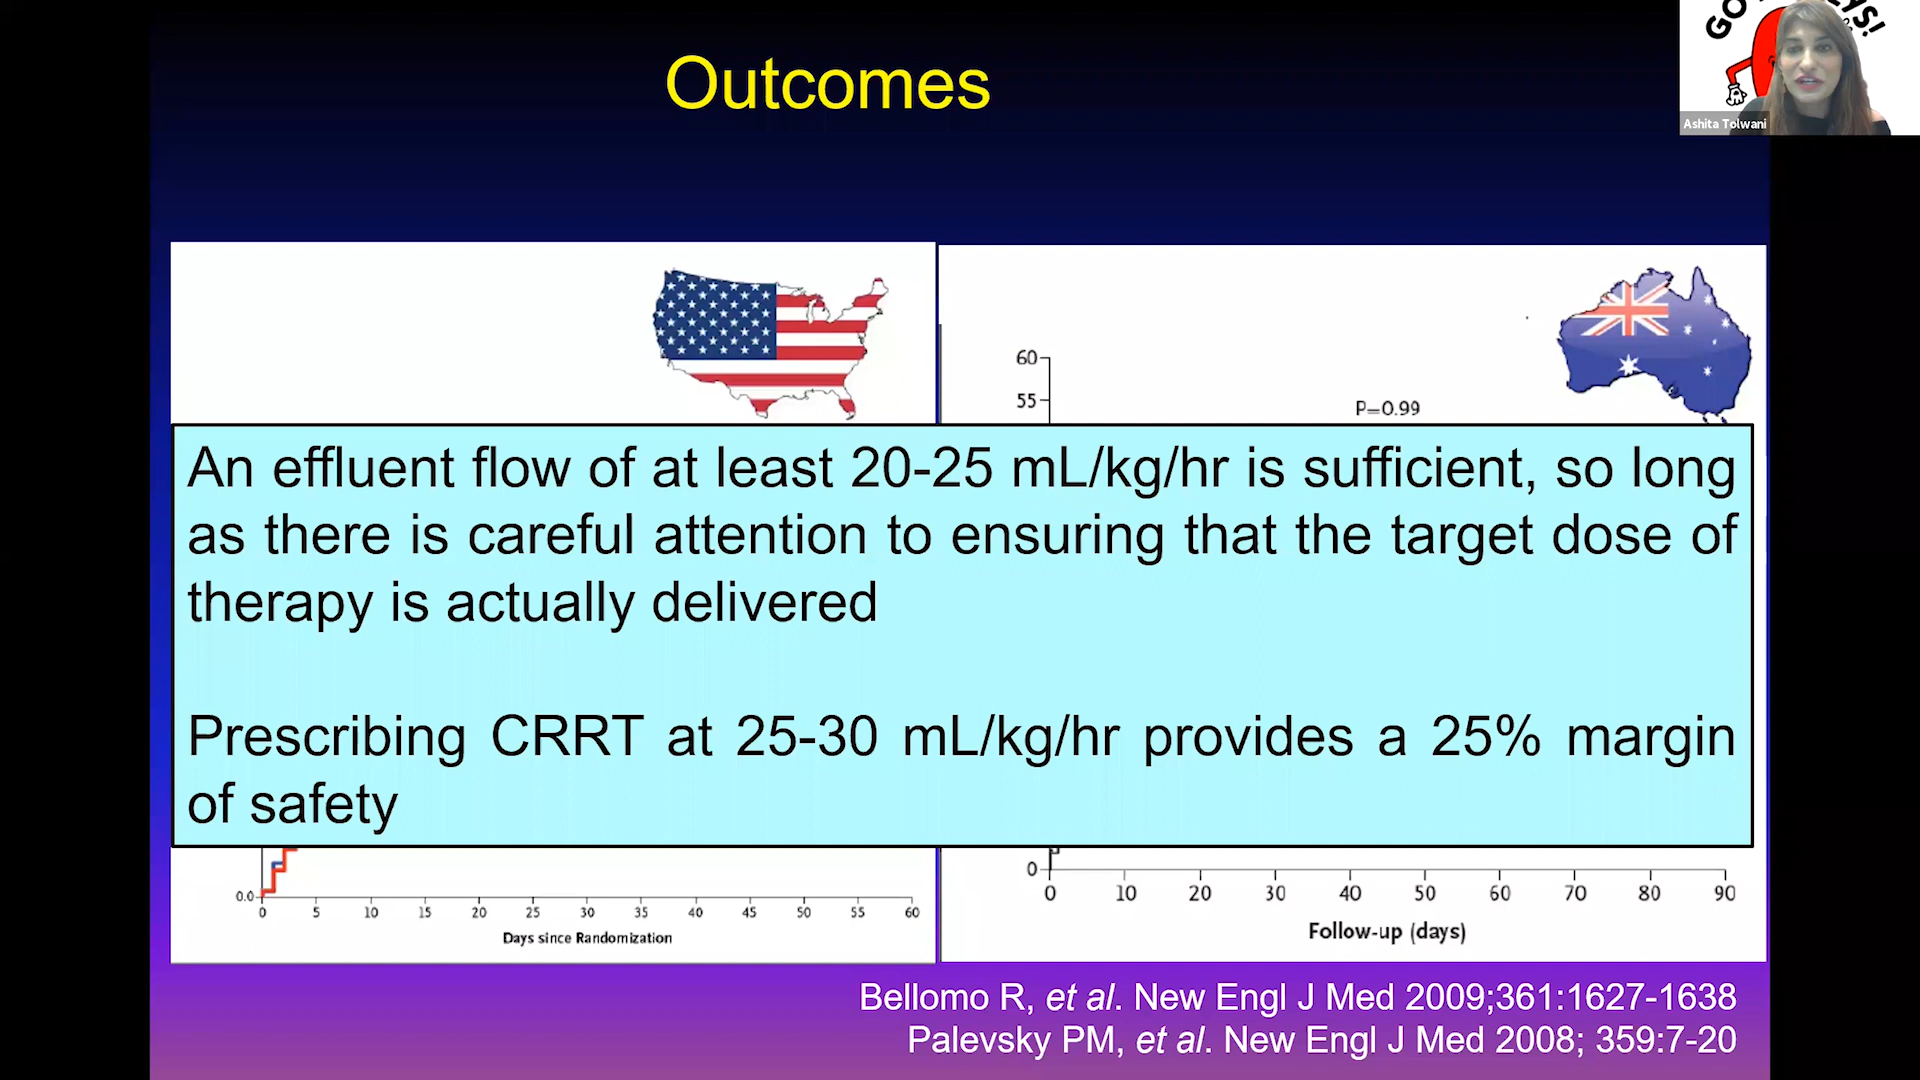 Outcomes
Ashita Tolwani
60
55
P=0.99
An effluent flow of at least 20-25 mL/kg/hr is sufficient, so long
as there is careful attention to ensuring that the target dose of
therapy is actually delivered
Prescribing CRRT at 25-30 mL/kg/hr provides a 25% margin
of safety
0.0
0 5 10 15 20 25 30 35 40 45 50 55 60
Days since Randomization
0
0 10 20 30 40 50 60 70 80 90
Follow-up (days)
Bellomo R, et al. New Engl J Med 2009;361:1627-1638
Palevsky PM, et al. New Engl J Med 2008; 359:7-20